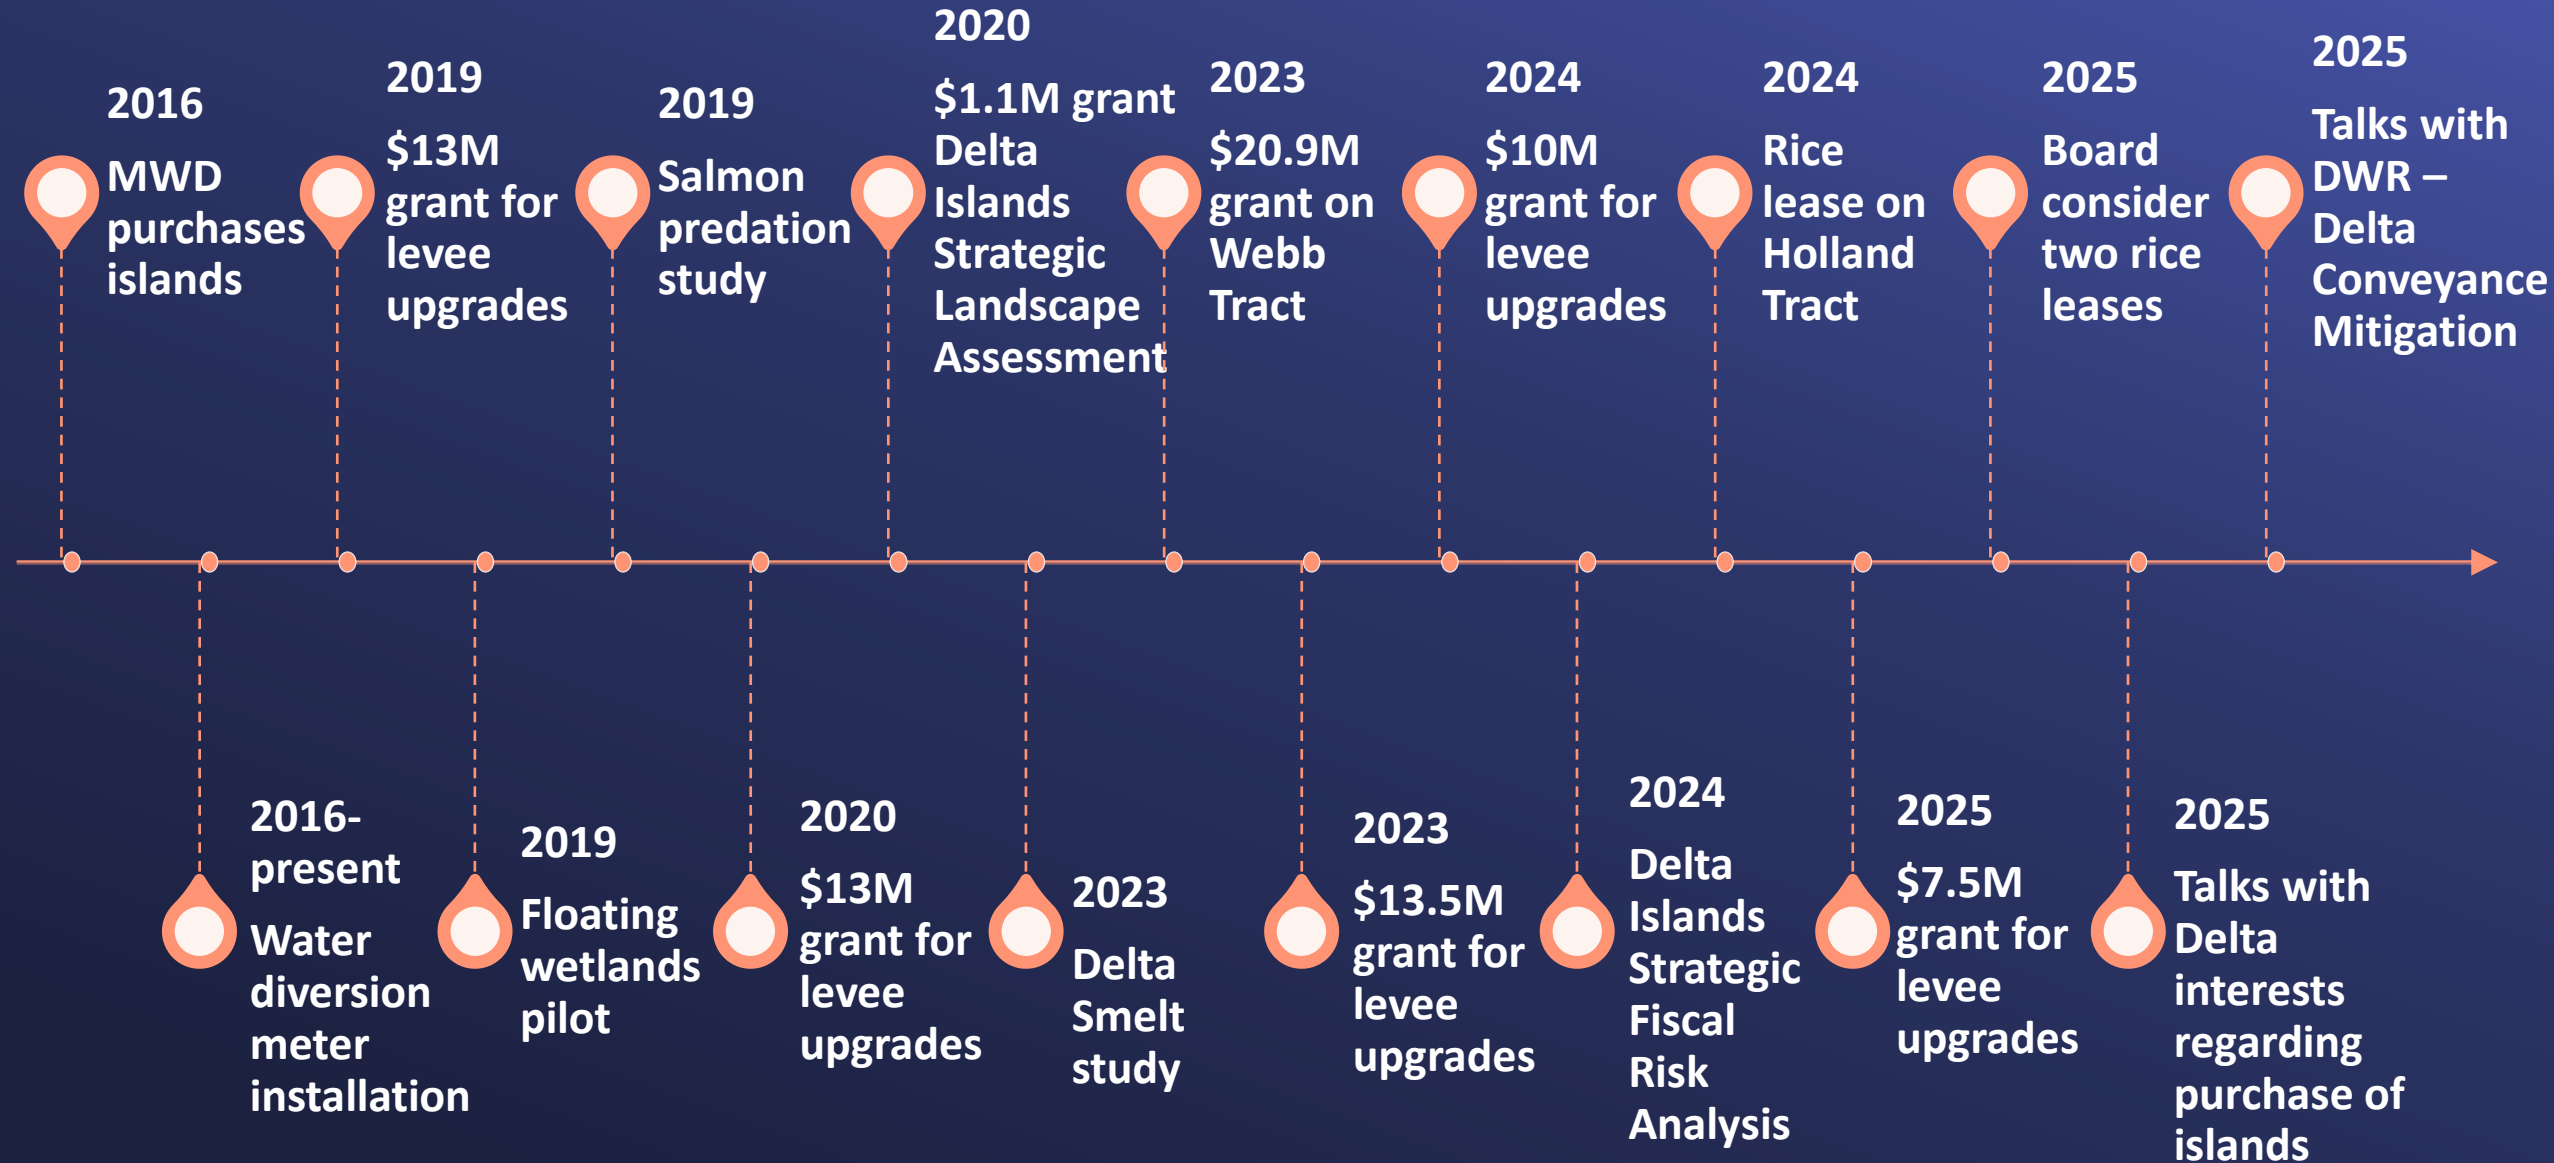 2016
MWD
purchases
islands
2016-
present
Water
diversion
meter
installation
2019
$13M
grant for
levee
upgrades
2019
Floating
wetlands
pilot
2019
Salmon
predation
study
2020
$13M
grant for
levee
upgrades
2020
$1.1M grant
Delta
Islands
Strategic
Landscape
Assessment
2023
Delta
Smelt
study
2023
$20.9M
grant on
Webb
Tract
2023
$13.5M
grant for
levee
upgrades
2024
$10M
grant for
levee
upgrades
2024
Delta
Islands
Strategic
Fiscal
Risk
Analysis
2024
Rice
lease on
Holland
Tract
2025
$7.5M
grant for
levee
upgrades
2025
Board
consider
two rice
leases
2025
Talks with
Delta
interests
regarding
purchase of
islands
2025
Talks with
DWR –
Delta
Conveyance
Mitigation